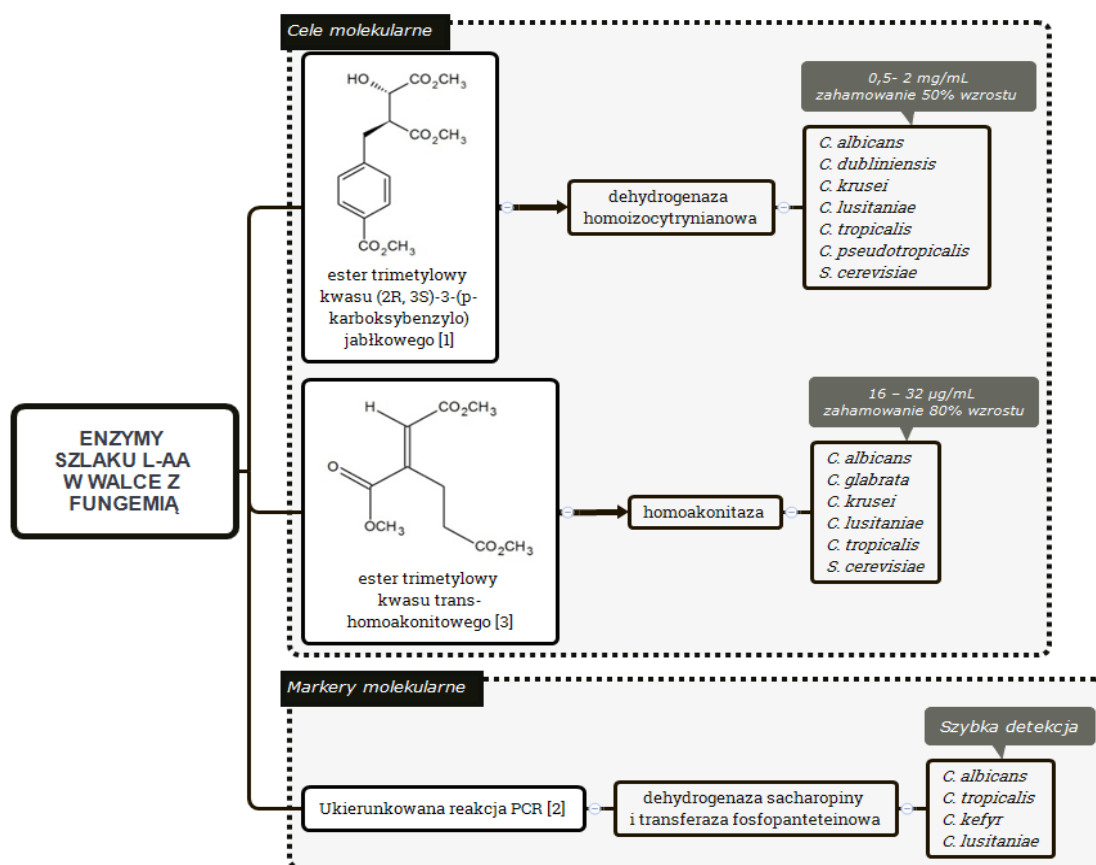 Cele molekularne
HO
CO₂CH₃
CO₂CH₃
CO₂CH₃
ester trimetylowy
kwasu (2R, 3S)-3-(p-
karboksybenzylo)
jabłkowego [1]
dehydrogenaza
homoizocytrynianowa
0,5- 2 mg/mL
zahamowanie 50% wzrostu
C. albicans
C. dubliniensis
C. krusei
C. lusitaniae
C. tropicalis
C. pseudotropicalis
S. cerevisiae
ENZYMY
SZLAKU L-AA
W WALCE Z
FUNGEMIĄ
H
CO₂CH₃
O
OCH₃
CO₂CH₃
ester trimetylowy
kwasu trans-
homoakonitowego [3]
homoakonitaza
16 – 32 µg/mL
zahamowanie 80% wzrostu
C. albicans
C. glabrata
C. krusei
C. lusitaniae
C. tropicalis
S. cerevisiae
Markery molekularne
Ukierunkowana reakcja PCR [2]
dehydrogenaza sacharopiny
i transferaza fosfopanteteinowa
Szybka detekcja
C. albicans
C. tropicalis
C. kefyr
C. lusitaniae